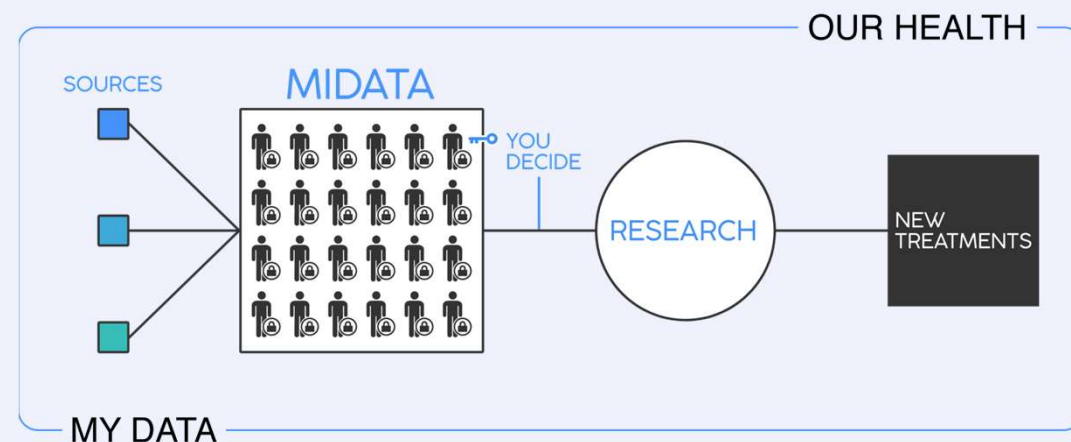 OUR HEALTH
SOURCES
MIDATA
YOU
DECIDE
RESEARCH
NEW
TREATMENTS
MY DATA